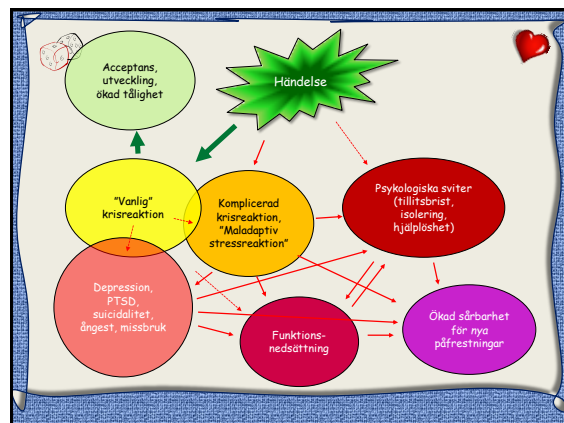 Acceptans,
utveckling,
ökad tålighet
Händelse
”Vanlig”
krisreaktion
Komplicerad
krisreaktion,
”Maladaptiv
stressreaktion”
Psykologiska sviter
(tillitsbrist,
isolering,
hjälplöshet)
Depression,
PTSD,
suicidalitet,
ångest, missbruk
Funktions-
nedsättning
Ökad sårbarhet
för nya
påfrestningar